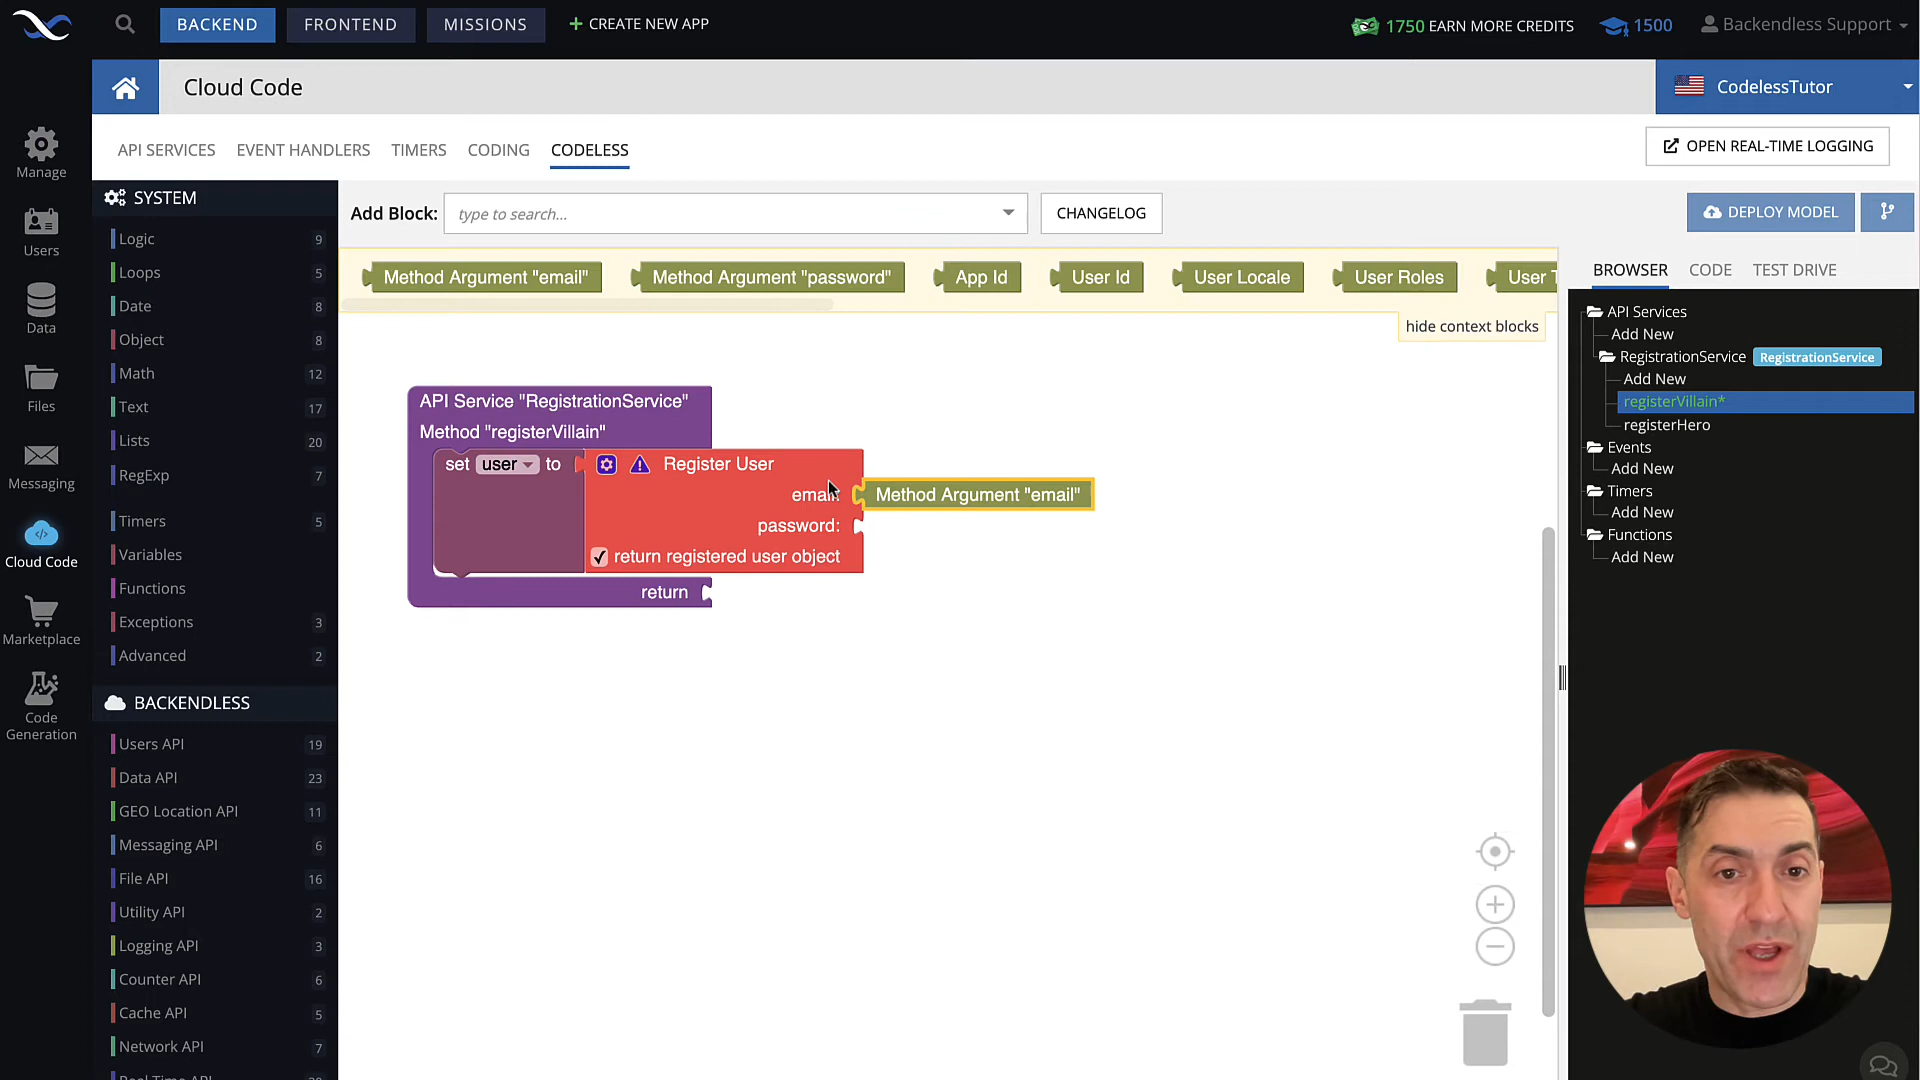 BACKEND
FRONTEND
MISSIONS
+ CREATE NEW APP
1750 EARN MORE CREDITS
1500
Backendless Support
Cloud Code
CodelessTutor
API SERVICES
EVENT HANDLERS
TIMERS
CODING
CODELESS
OPEN REAL-TIME LOGGING
Manage
Users
Data
Files
Messaging
Cloud Code
Marketplace
Code
Generation
SYSTEM
Logic 9
Loops 5
Date 8
Object 8
Math 12
Text 17
Lists 20
RegExp 7
Timers 5
Variables
Functions
Exceptions 3
Advanced 2
BACKENDLESS
Users API 19
Data API 23
GEO Location API 11
Messaging API 6
File API 16
Utility API 2
Logging API 3
Counter API 6
Cache API 5
Network API 7
Add Block:
type to search...
CHANGELOG
DEPLOY MODEL
Method Argument "email"
Method Argument "password"
App Id
User Id
User Locale
User Roles
User T
hide context blocks
API Service "RegistrationService"
Method "registerVillain"
set user to
Register User
email:
Method Argument "email"
password:
return registered user object
return
BROWSER
CODE
TEST DRIVE
API Services
Add New
RegistrationService RegistrationService
Add New
registerVillain*
registerHero
Events
Add New
Timers
Add New
Functions
Add New